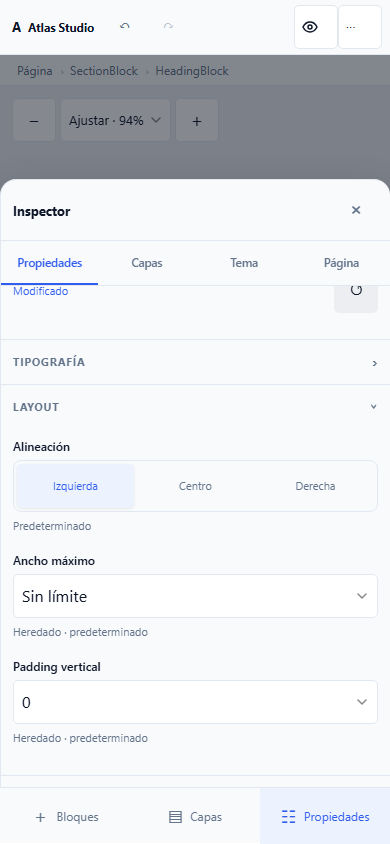 A Atlas Studio
...
Página › SectionBlock › HeadingBlock
− Ajustar · 94% +
Inspector ×
Propiedades Capas Tema Página
Modificado
TIPOGRAFÍA ›
LAYOUT
Alineación
Izquierda Centro Derecha
Predeterminado
Ancho máximo
Sin límite
Heredado · predeterminado
Padding vertical
0
Heredado · predeterminado
+ Bloques Capas Propiedades